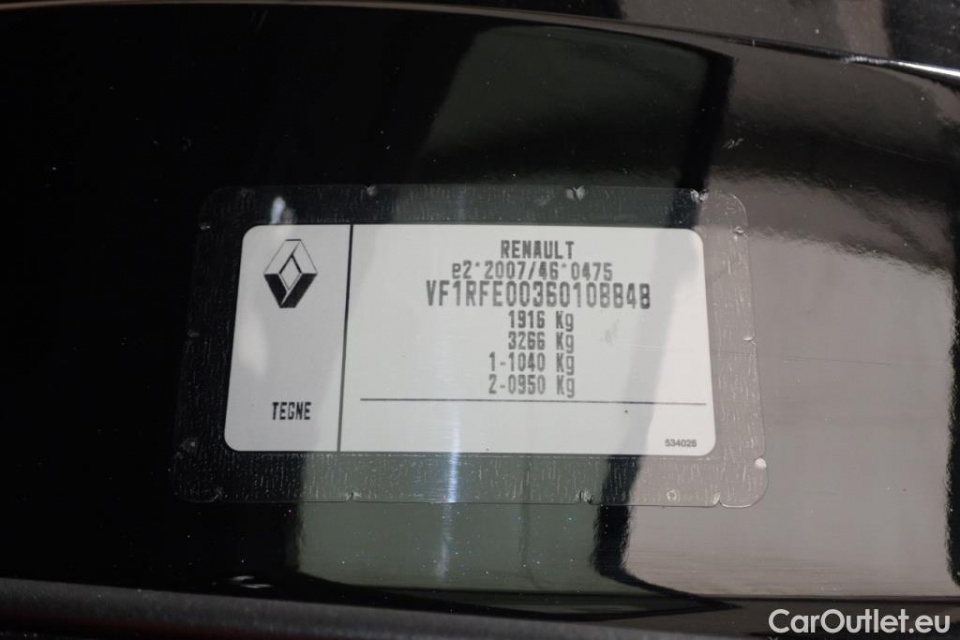 RENAULT
e2*2007/46*0475
VF1RFE00360108848
1916 Kg
3266 Kg
1-1040 Kg
2-0950 Kg
TEGNE
534026
CarOutlet.eu